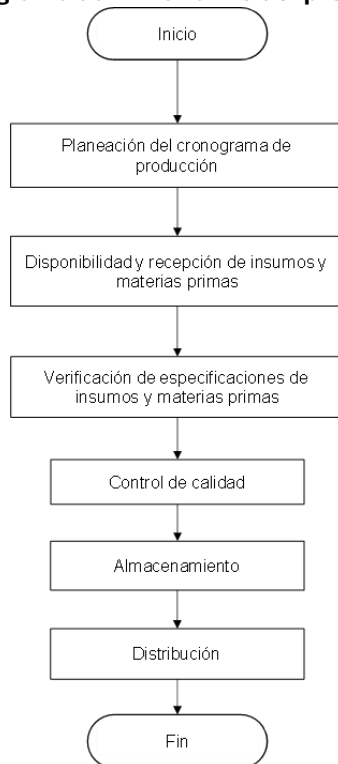 Inicio
Planeación del cronograma de
producción
Disponibilidad y recepción de insumos y
materias primas
Verificación de especificaciones de
insumos y materias primas
Control de calidad
Almacenamiento
Distribución
Fin